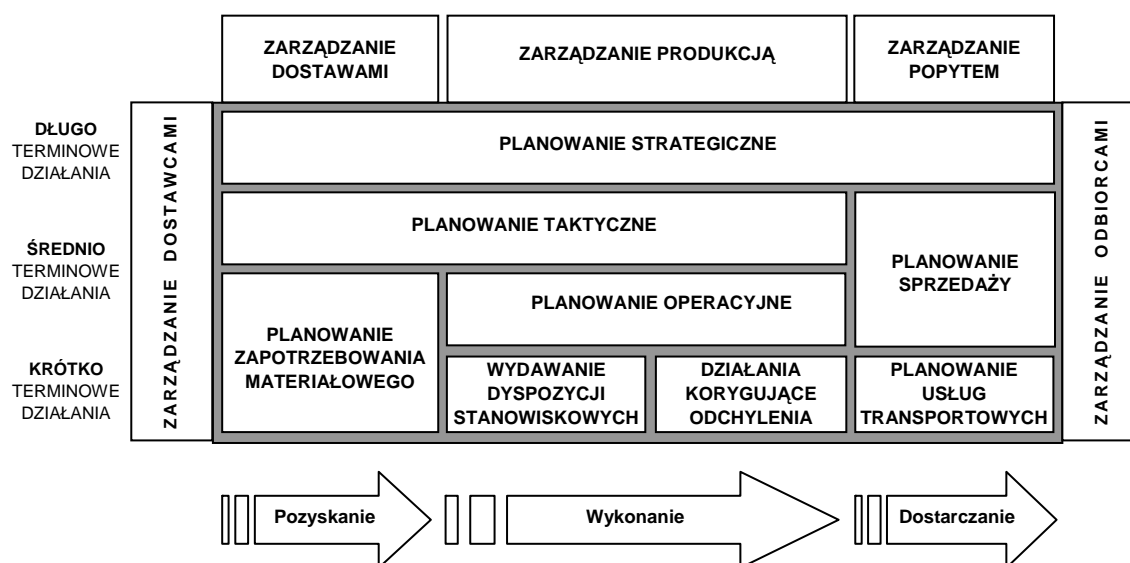 ZARZĄDZANIE
DOSTAWAMI
ZARZĄDZANIE PRODUKCJĄ
ZARZĄDZANIE
POPYTEM
ZARZĄDZANIE DOSTAWCAMI
DŁUGO
TERMINOWE
DZIAŁANIA
PLANOWANIE STRATEGICZNE
ŚREDNIO
TERMINOWE
DZIAŁANIA
PLANOWANIE TAKTYCZNE
PLANOWANIE
SPRZEDAŻY
PLANOWANIE OPERACYJNE
KRÓTKO
TERMINOWE
DZIAŁANIA
PLANOWANIE
ZAPOTRZEBOWANIA
MATERIAŁOWEGO
WYDAWANIE
DYSPOZYCJI
STANOWISKOWYCH
DZIAŁANIA
KORYGUJĄCE
ODCHYLENIA
PLANOWANIE
USŁUG
TRANSPORTOWYCH
ZARZĄDZANIE ODBIORCAMI
Pozyskanie
Wykonanie
Dostarczanie